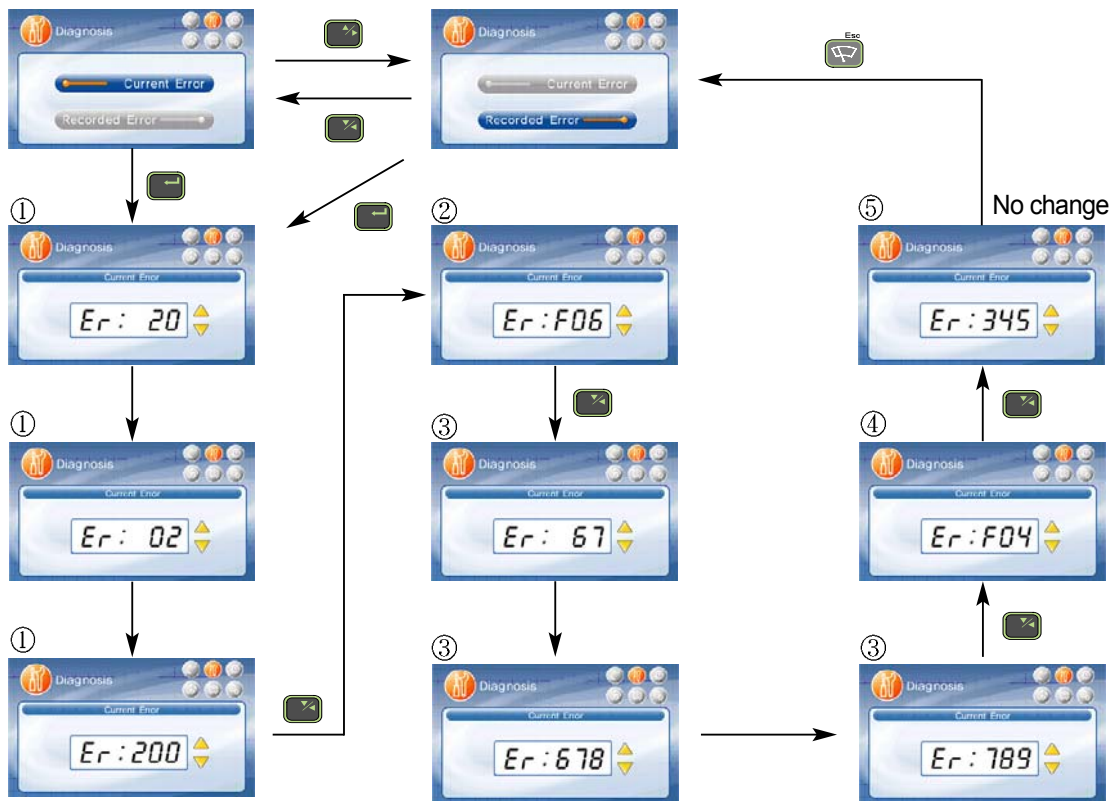 Diagnosis
Current Error
Recorded Error
Diagnosis
Current Error
Recorded Error
Esc
①
Diagnosis
Current Error
Er: 20
②
Diagnosis
Current Error
Er:F06
⑤
No change
Diagnosis
Current Error
Er:345
①
Diagnosis
Current Error
Er: 02
③
Diagnosis
Current Error
Er: 67
④
Diagnosis
Current Error
Er:F04
①
Diagnosis
Current Error
Er:200
③
Diagnosis
Current Error
Er:678
③
Diagnosis
Current Error
Er:789